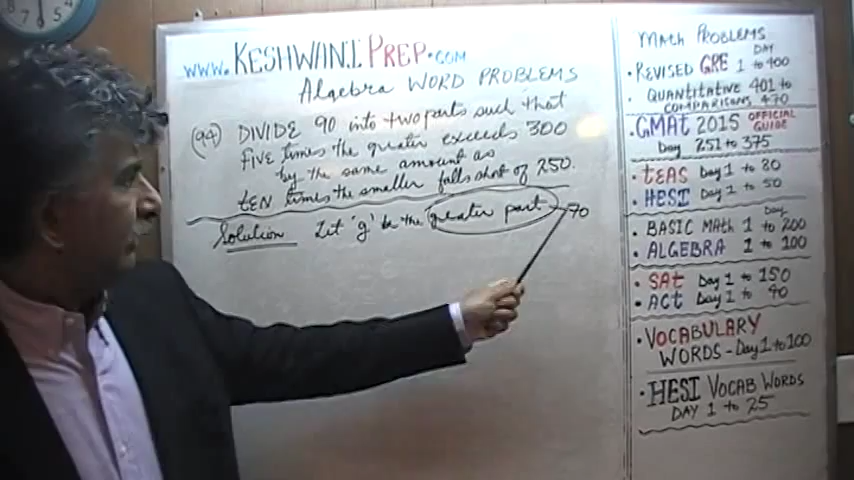 www.KESHWANIPREP.COM
Algebra WORD PROBLEMS
(94) DIVIDE 90 into two parts such that
FIVE times the greater exceeds 300
by the same amount as
tEN times the smaller falls short of 250.
Solution Let 'g' be the greater part 70
MATH PROBLEMS
DAY
• REVISED GRE 1 to 400
• QUANTITATIVE 401 to
COMPARISONS 470
• GMAT 2015 OFFICIAL GUIDE
Day 251 to 375
• tEAS Day 1 to 80
• HESI Day 1 to 50
Day
• BASIC MATH 1 to 200
• ALGEBRA 1 to 100
• SAt Day 1 to 150
• ACt Day 1 to 90
• VOCABULARY
WORDS - Day 1 to 100
• HESI VOCAB WORDS
DAY 1 to 25